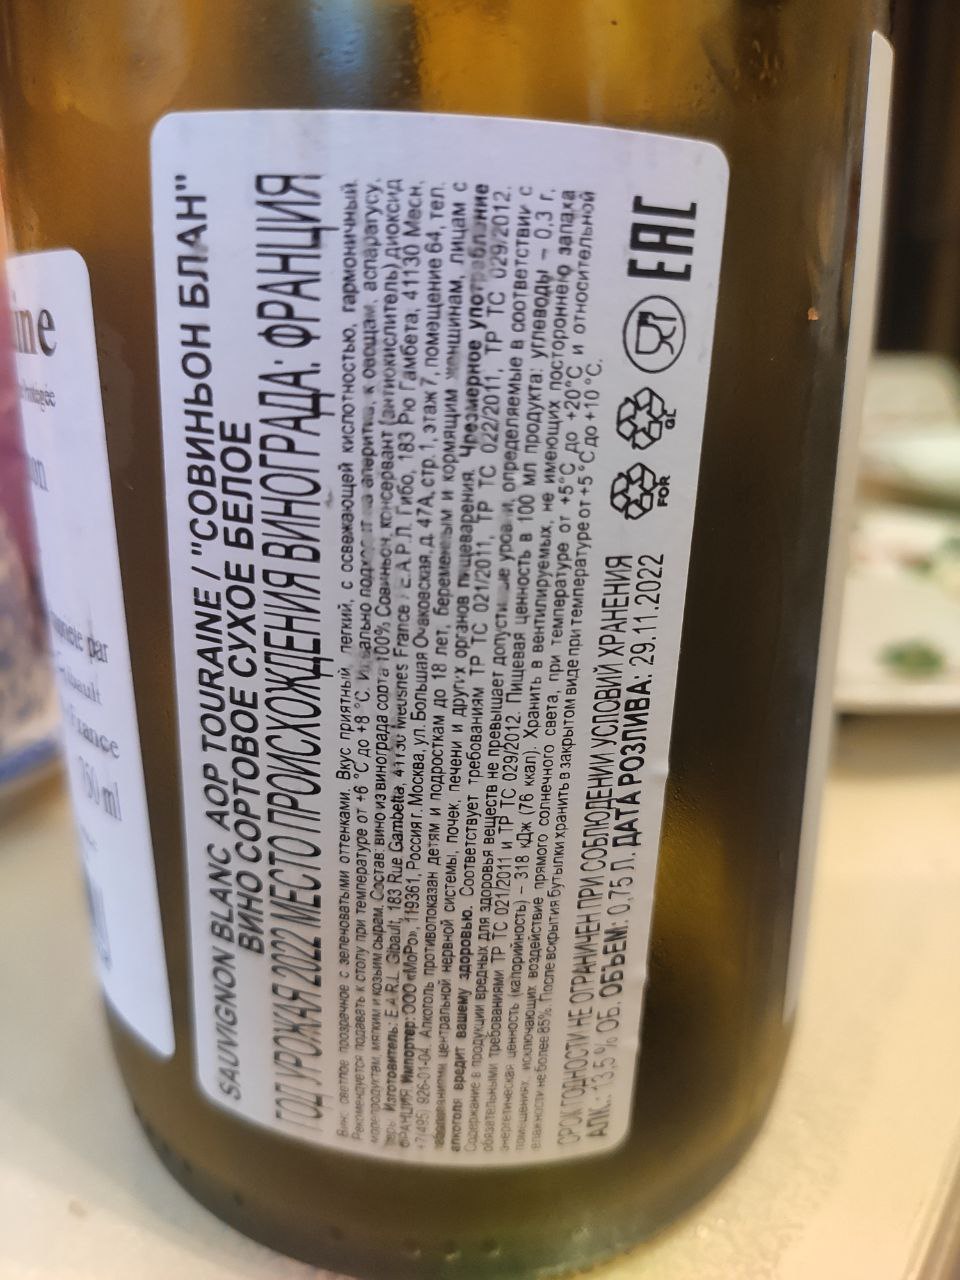 SAUVIGNON BLANC AOP TOURAINE / "СОВИНЬОН БЛАН"
ВИНО СОРТОВОЕ СУХОЕ БЕЛОЕ
ГОД УРОЖАЯ 2022 МЕСТО ПРОИСХОЖДЕНИЯ ВИНОГРАДА: ФРАНЦИЯ
светлое прозрачное с зеленоватыми оттенками. Вкус приятный, легкий, с освежающей кислотностью, гармоничный.
Рекомендуется подавать к столу при температуре от +6 °С до +8 °С. к овощам, аспарагусу,
морепродуктам, мягким и козьим сырам. Состав: вино из винограда сорта 100% Совиньон, консервант (антиокислитель) диоксид
Изготовитель: E.A.R.L. Gibault, 183 Rue Gambetta, 41130 Meusnes France / Е.А.Р.Л. Гибо, 183 Рю Гамбета, 41130 Месн,
ФРАНЦИЯ Импортер: ООО «МоРо», 119361, Россия г. Москва, ул. Большая Очаковская, д. 47А, стр. 1, этаж 7, помещение 64, тел.
+7(495) 926-01-04. Алкоголь противопоказан детям и подросткам до 18 лет, беременным и кормящим женщинам, лицам с
заболеваниями центральной нервной системы, почек, печени и других органов пищеварения. Чрезмерное употребление
алкоголя вредит вашему здоровью. Соответствует требованиям ТР ТС 021/2011, ТР ТС 022/2011, ТР ТС 029/2012.
Содержание в продукции вредных для здоровья веществ не превышает допустимые уровни, определяемые в соответствии с
обязательными требованиями ТР ТС 021/2011 и ТР ТС 029/2012. Пищевая ценность в 100 мл продукта: углеводы – 0,3 г,
энергетическая ценность (калорийность) – 318 кДж (76 ккал). Хранить в вентилируемых, не имеющих постороннего запаха
помещениях, исключающих воздействие прямого солнечного света, при температуре от +5°С до +20°С и относительной
влажности не более 85%. После вскрытия бутылки хранить в закрытом виде при температуре от +5 °С до +10 °С.
СРОК ГОДНОСТИ НЕ ОГРАНИЧЕН ПРИ СОБЛЮДЕНИИ УСЛОВИЙ ХРАНЕНИЯ
АЛК.: 13,5 % ОБ. ОБЪЕМ: 0,75 Л. ДАТА РОЗЛИВА: 29.11.2022
FOR
GL
EAC